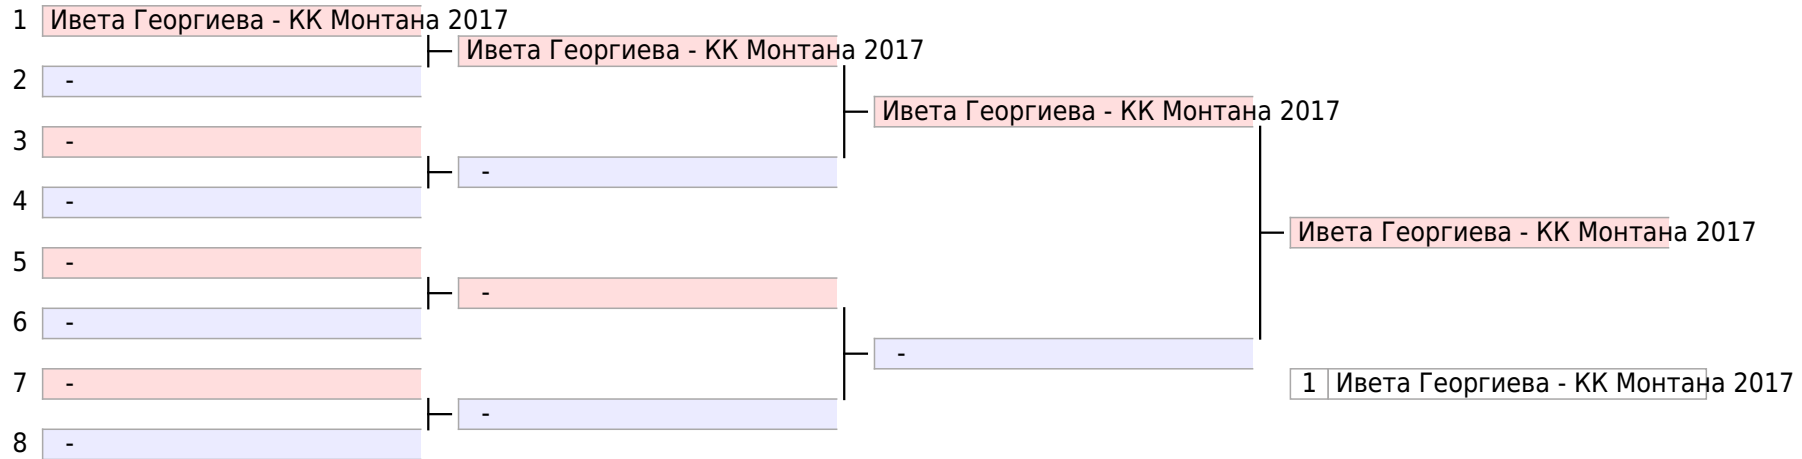 1 Ивета Георгиева - КК Монтана 2017
Ивета Георгиева - КК Монтана 2017
2 -
Ивета Георгиева - КК Монтана 2017
3 -
-
4 -
Ивета Георгиева - КК Монтана 2017
5 -
-
6 -
-
7 -
1 Ивета Георгиева - КК Монтана 2017
-
8 -